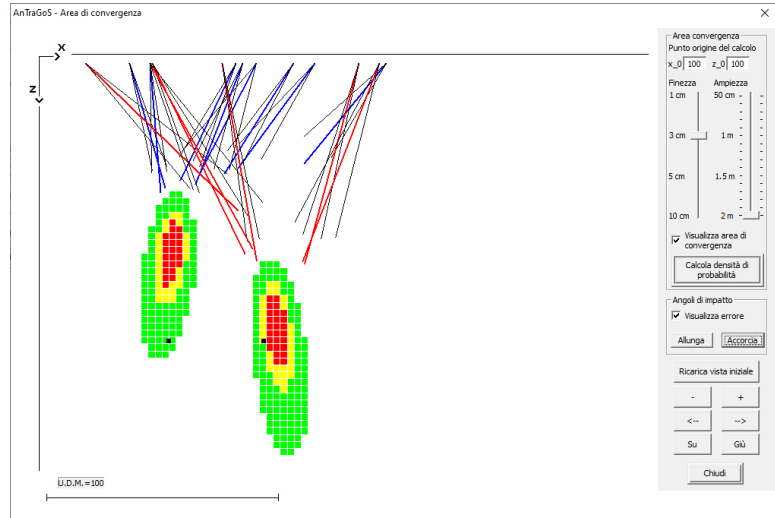 AnTraGoS - Area di convergenza
X
Z
U.D.M.=100
Area convergenza
Punto origine del calcolo
x_0 100 z_0 100
Finezza Ampiezza
1 cm 50 cm
3 cm 1 m
5 cm 1.5 m
10 cm 2 m
Visualizza area di
convergenza
Calcola densità di
probabilità
Angoli di impatto
Visualizza errore
Allunga Accorcia
Ricarica vista iniziale
- +
<-- -->
Su Giù
Chiudi